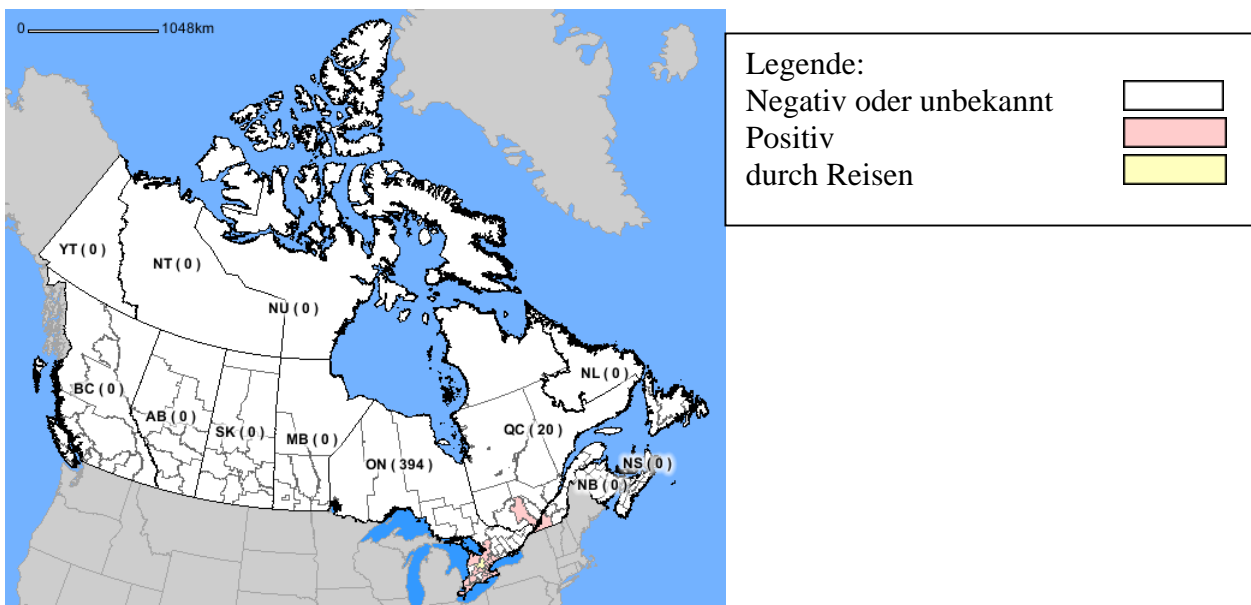 0 1048km
YT ( 0 )
NT ( 0 )
NU ( 0 )
NL ( 0 )
BC ( 0 )
AB ( 0 )
SK ( 0 )
MB ( 0 )
ON ( 394 )
QC ( 20 )
NS ( 0 )
NB ( 0 )
Legende:
Negativ oder unbekannt
Positiv
durch Reisen